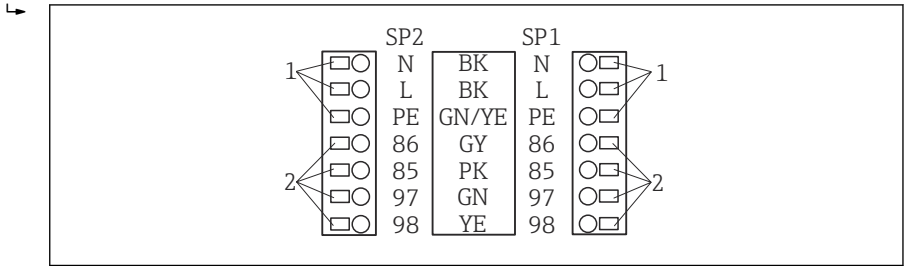 SP2 SP1
1 N BK N 1
L BK L
PE GN/YE PE
86 GY 86
2 85 PK 85 2
97 GN 97
98 YE 98